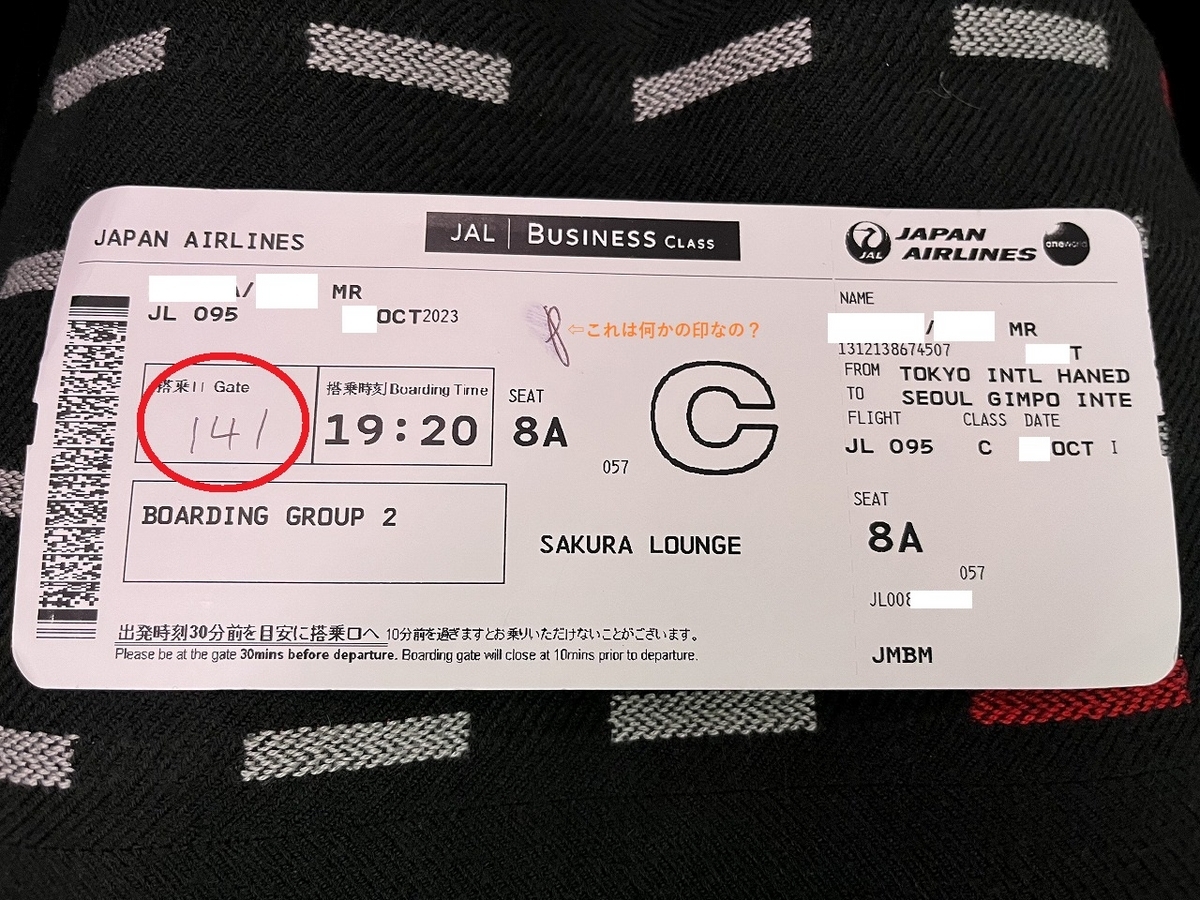 JAPAN AIRLINES
JAL | BUSINESS CLASS
JAL
JAPAN AIRLINES
oneworld
/ MR
JL 095
OCT2023
⇦これは何かの印なの？
搭乗口 Gate
141
搭乗時刻 Boarding Time
19:20
SEAT
8A
057
C
BOARDING GROUP 2
SAKURA LOUNGE
出発時刻30分前を目安に搭乗口へ 10分前を過ぎますとお乗りいただけないことがございます。
Please be at the gate 30mins before departure. Boarding gate will close at 10mins prior to departure.
NAME
/ MR
1312138674507
T
FROM TOKYO INTL HANED
TO SEOUL GIMPO INTE
FLIGHT CLASS DATE
JL 095 C OCT I
SEAT
8A
057
JL008
JMBM